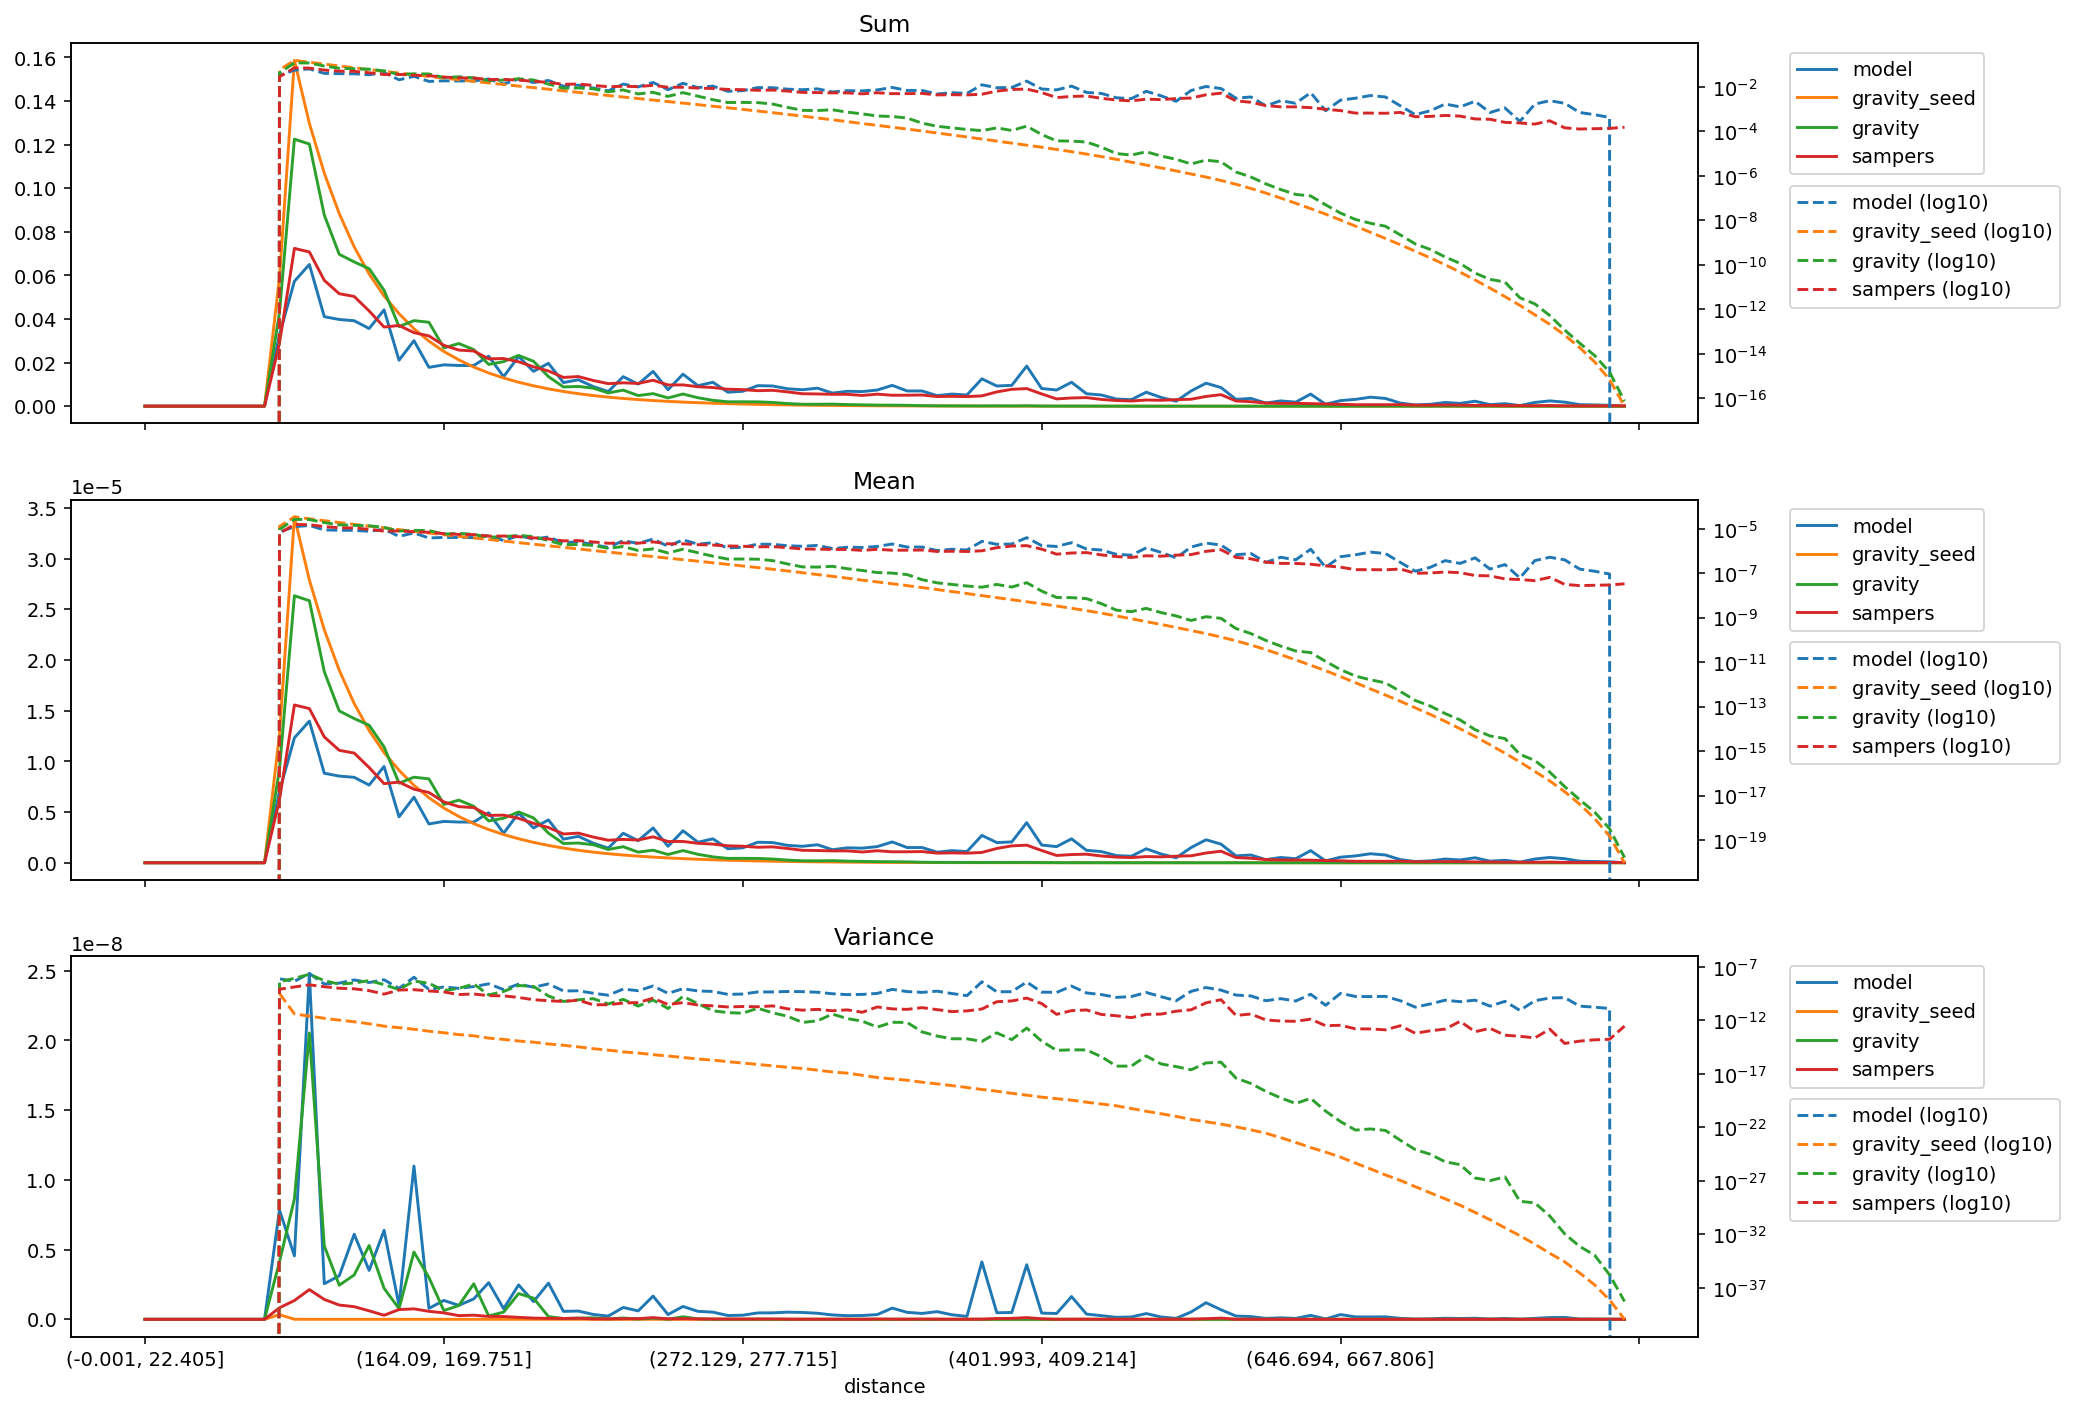 Sum
0.16
0.14
0.12
0.10
0.08
0.06
0.04
0.02
0.00
10⁻²
10⁻⁴
10⁻⁶
10⁻⁸
10⁻¹⁰
10⁻¹²
10⁻¹⁴
10⁻¹⁶
model
gravity_seed
gravity
sampers
model (log10)
gravity_seed (log10)
gravity (log10)
sampers (log10)
Mean
1e−5
3.5
3.0
2.5
2.0
1.5
1.0
0.5
0.0
10⁻⁵
10⁻⁷
10⁻⁹
10⁻¹¹
10⁻¹³
10⁻¹⁵
10⁻¹⁷
10⁻¹⁹
model
gravity_seed
gravity
sampers
model (log10)
gravity_seed (log10)
gravity (log10)
sampers (log10)
Variance
1e−8
2.5
2.0
1.5
1.0
0.5
0.0
10⁻⁷
10⁻¹²
10⁻¹⁷
10⁻²²
10⁻²⁷
10⁻³²
10⁻³⁷
model
gravity_seed
gravity
sampers
model (log10)
gravity_seed (log10)
gravity (log10)
sampers (log10)
(-0.001, 22.405] (164.09, 169.751] (272.129, 277.715] (401.993, 409.214] (646.694, 667.806]
distance